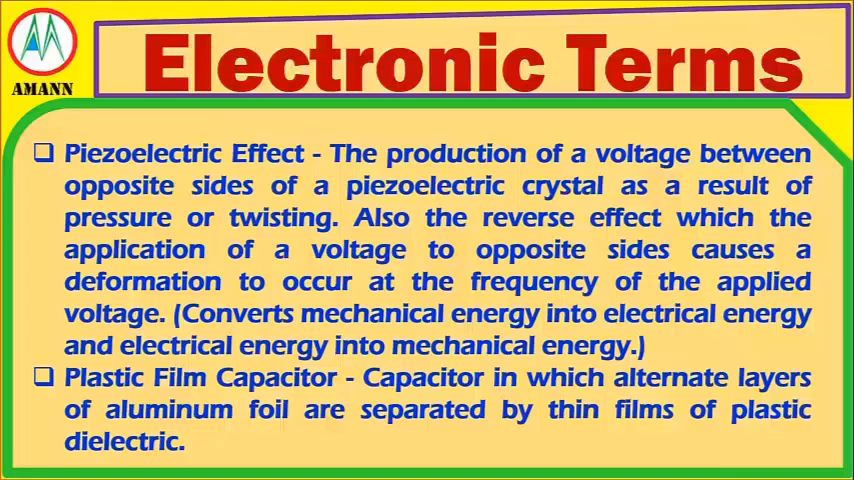 AMANN
Electronic Terms
❑ Piezoelectric Effect - The production of a voltage between
opposite sides of a piezoelectric crystal as a result of
pressure or twisting. Also the reverse effect which the
application of a voltage to opposite sides causes a
deformation to occur at the frequency of the applied
voltage. (Converts mechanical energy into electrical energy
and electrical energy into mechanical energy.)
❑ Plastic Film Capacitor - Capacitor in which alternate layers
of aluminum foil are separated by thin films of plastic
dielectric.